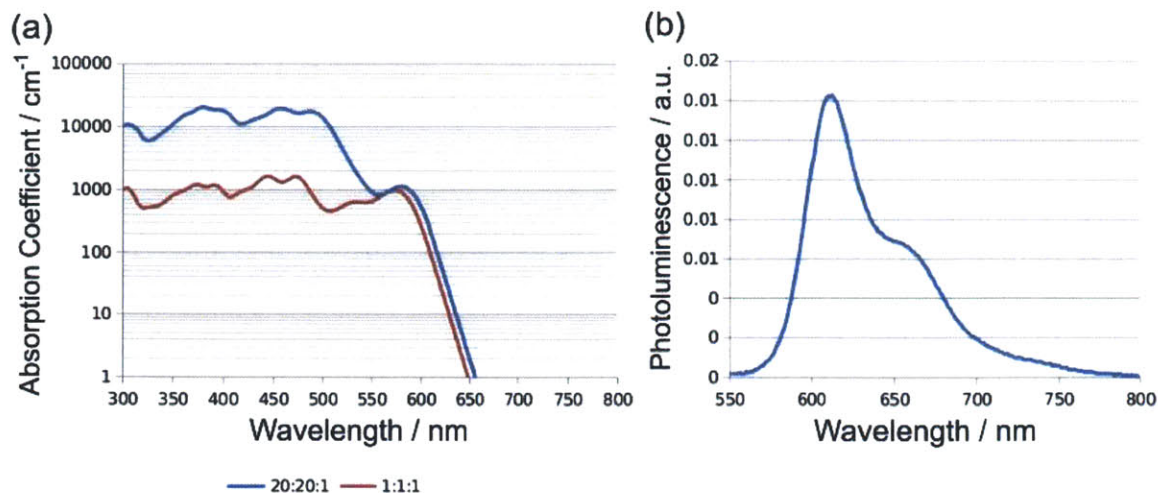 (a)
Absorption Coefficient / cm⁻¹
100000
10000
1000
100
10
1
300 350 400 450 500 550 600 650 700 750 800
Wavelength / nm
20:20:1 1:1:1
(b)
Photoluminescence / a.u.
0.02
0.01
0.01
0.01
0.01
0.01
0
0
0
550 600 650 700 750 800
Wavelength / nm